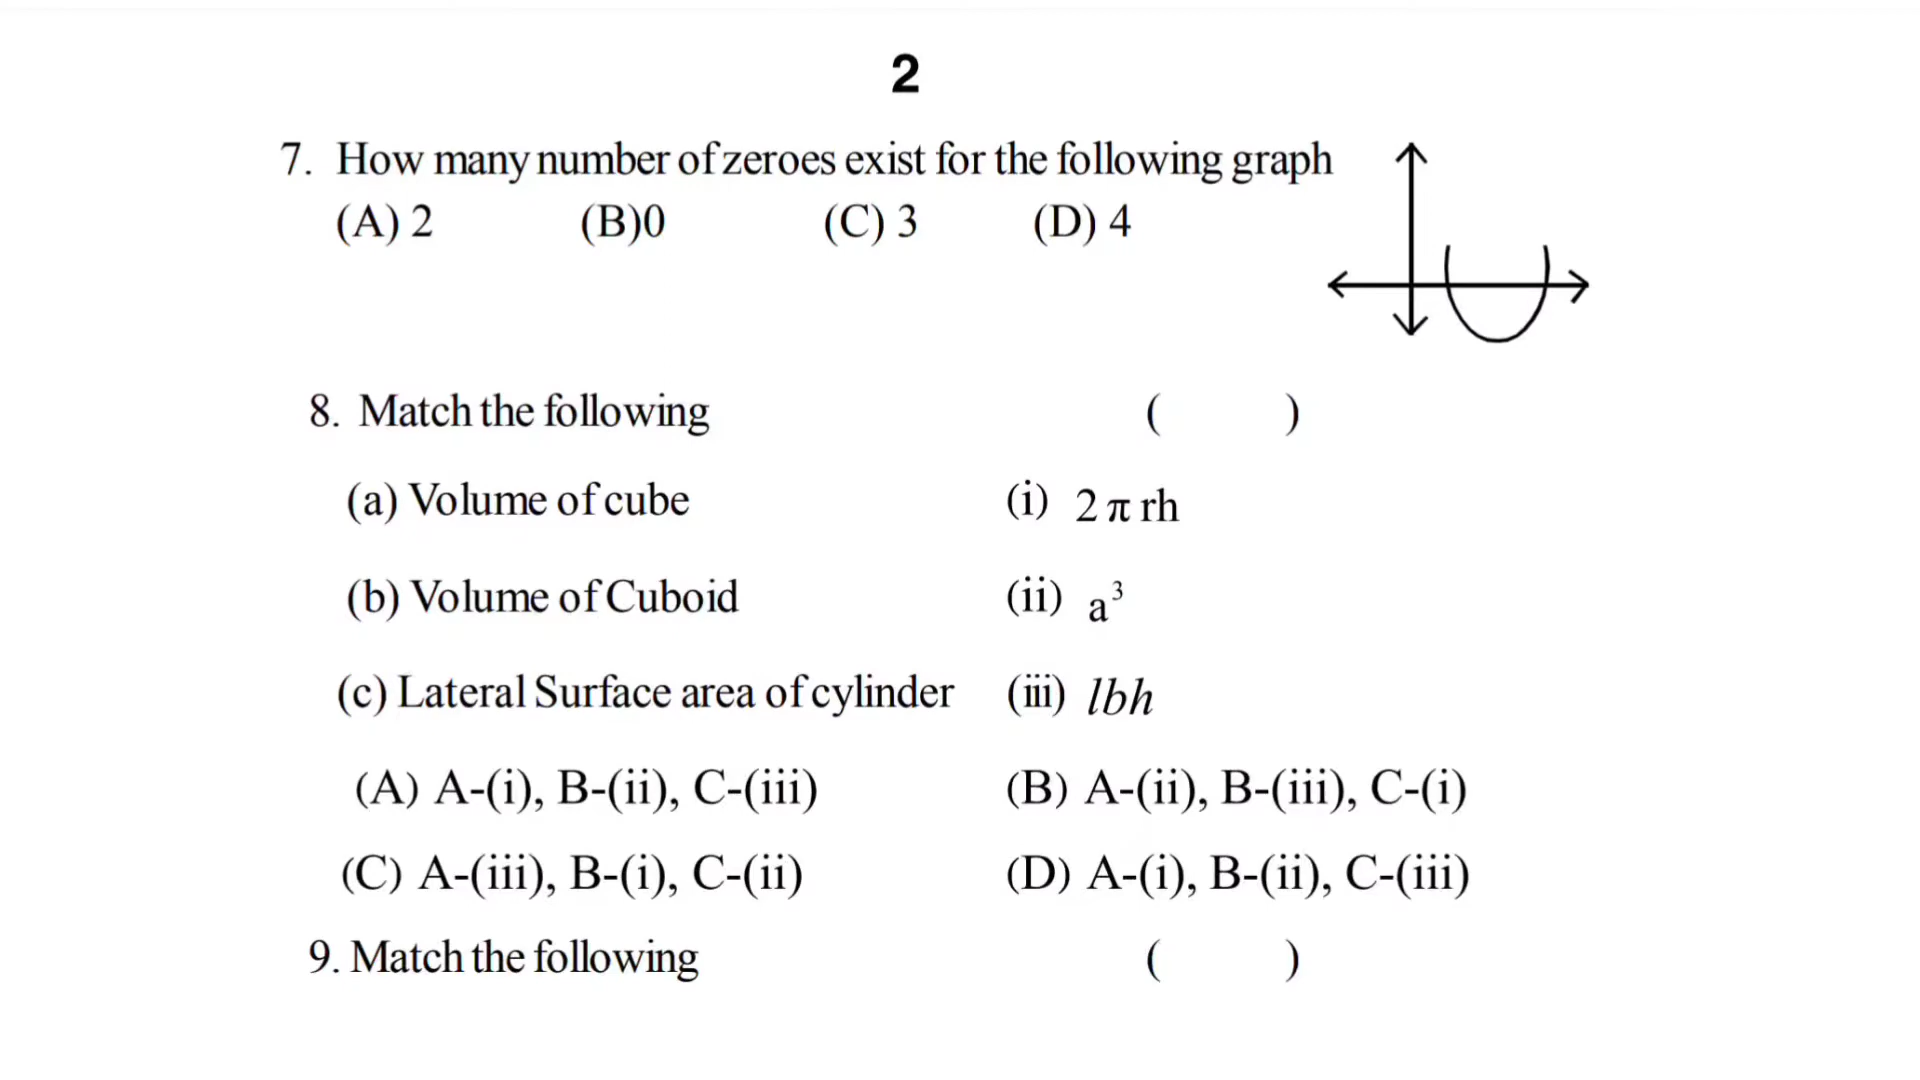 2
7. How many number of zeroes exist for the following graph
(A) 2 (B)0 (C) 3 (D) 4
8. Match the following ( )
(a) Volume of cube (i) 2 π rh
(b) Volume of Cuboid (ii) a³
(c) Lateral Surface area of cylinder (iii) lbh
(A) A-(i), B-(ii), C-(iii) (B) A-(ii), B-(iii), C-(i)
(C) A-(iii), B-(i), C-(ii) (D) A-(i), B-(ii), C-(iii)
9. Match the following ( )